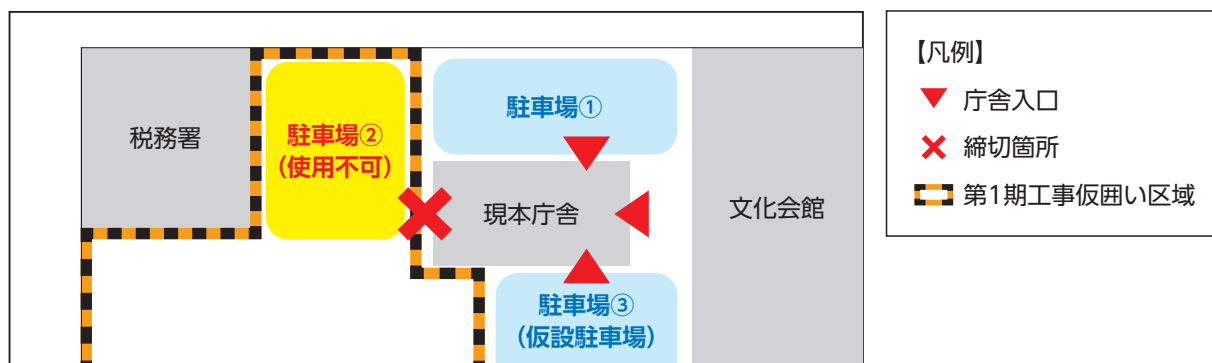 税務署
駐車場②
(使用不可)
駐車場①
現本庁舎
駐車場③
(仮設駐車場)
文化会館
【凡例】
庁舎入口
締切箇所
第1期工事仮囲い区域